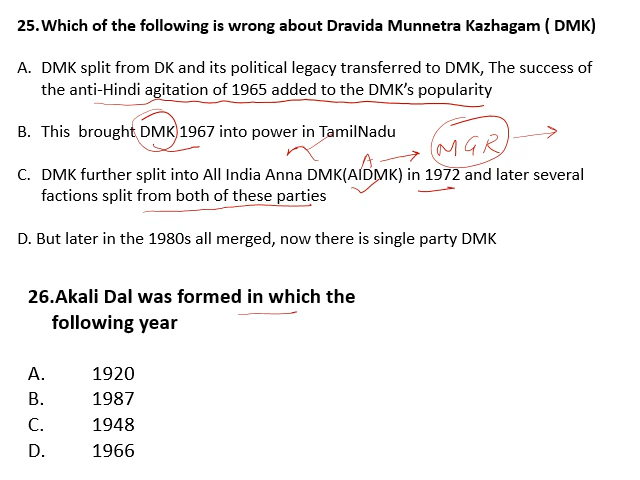 25. Which of the following is wrong about Dravida Munnetra Kazhagam ( DMK)
A. DMK split from DK and its political legacy transferred to DMK, The success of
the anti-Hindi agitation of 1965 added to the DMK's popularity
B. This brought DMK 1967 into power in TamilNadu
MGR
A
C. DMK further split into All India Anna DMK(AIDMK) in 1972 and later several
factions split from both of these parties
D. But later in the 1980s all merged, now there is single party DMK
26.Akali Dal was formed in which the
following year
A. 1920
B. 1987
C. 1948
D. 1966